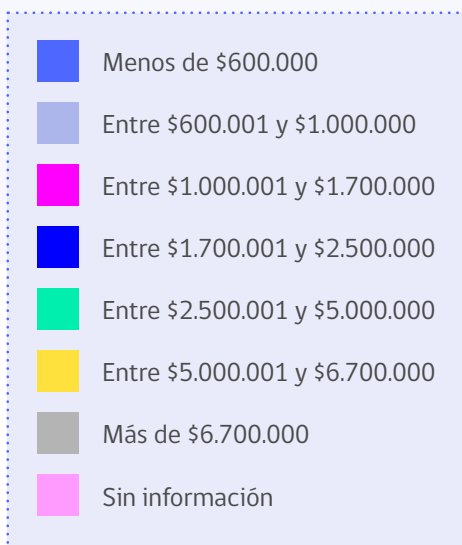 Menos de $600.000
Entre $600.001 y $1.000.000
Entre $1.000.001 y $1.700.000
Entre $1.700.001 y $2.500.000
Entre $2.500.001 y $5.000.000
Entre $5.000.001 y $6.700.000
Más de $6.700.000
Sin información